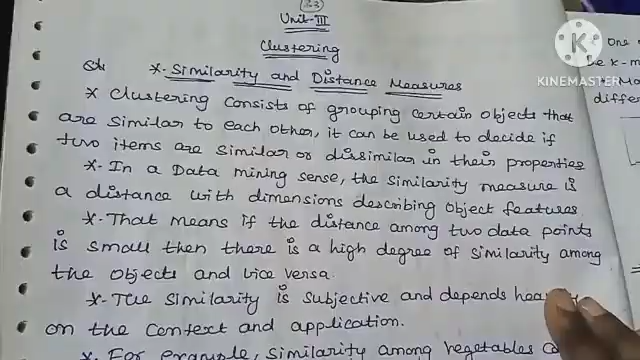 33
Unit-III
Clustering
* Similarity and Distance Measures
* Clustering consists of grouping certain objects that
are similar to each other, it can be used to decide if
two items are similar or dissimilar in their properties
* In a Data mining sense, the similarity measure is
a distance with dimensions describing object features.
* That means if the distance among two data points
is small then there is a high degree of similarity among
the objects and vice versa.
* The similarity is subjective and depends
on the context and application.
* For example, similarity among vegetables
One
K
KINEMASTER